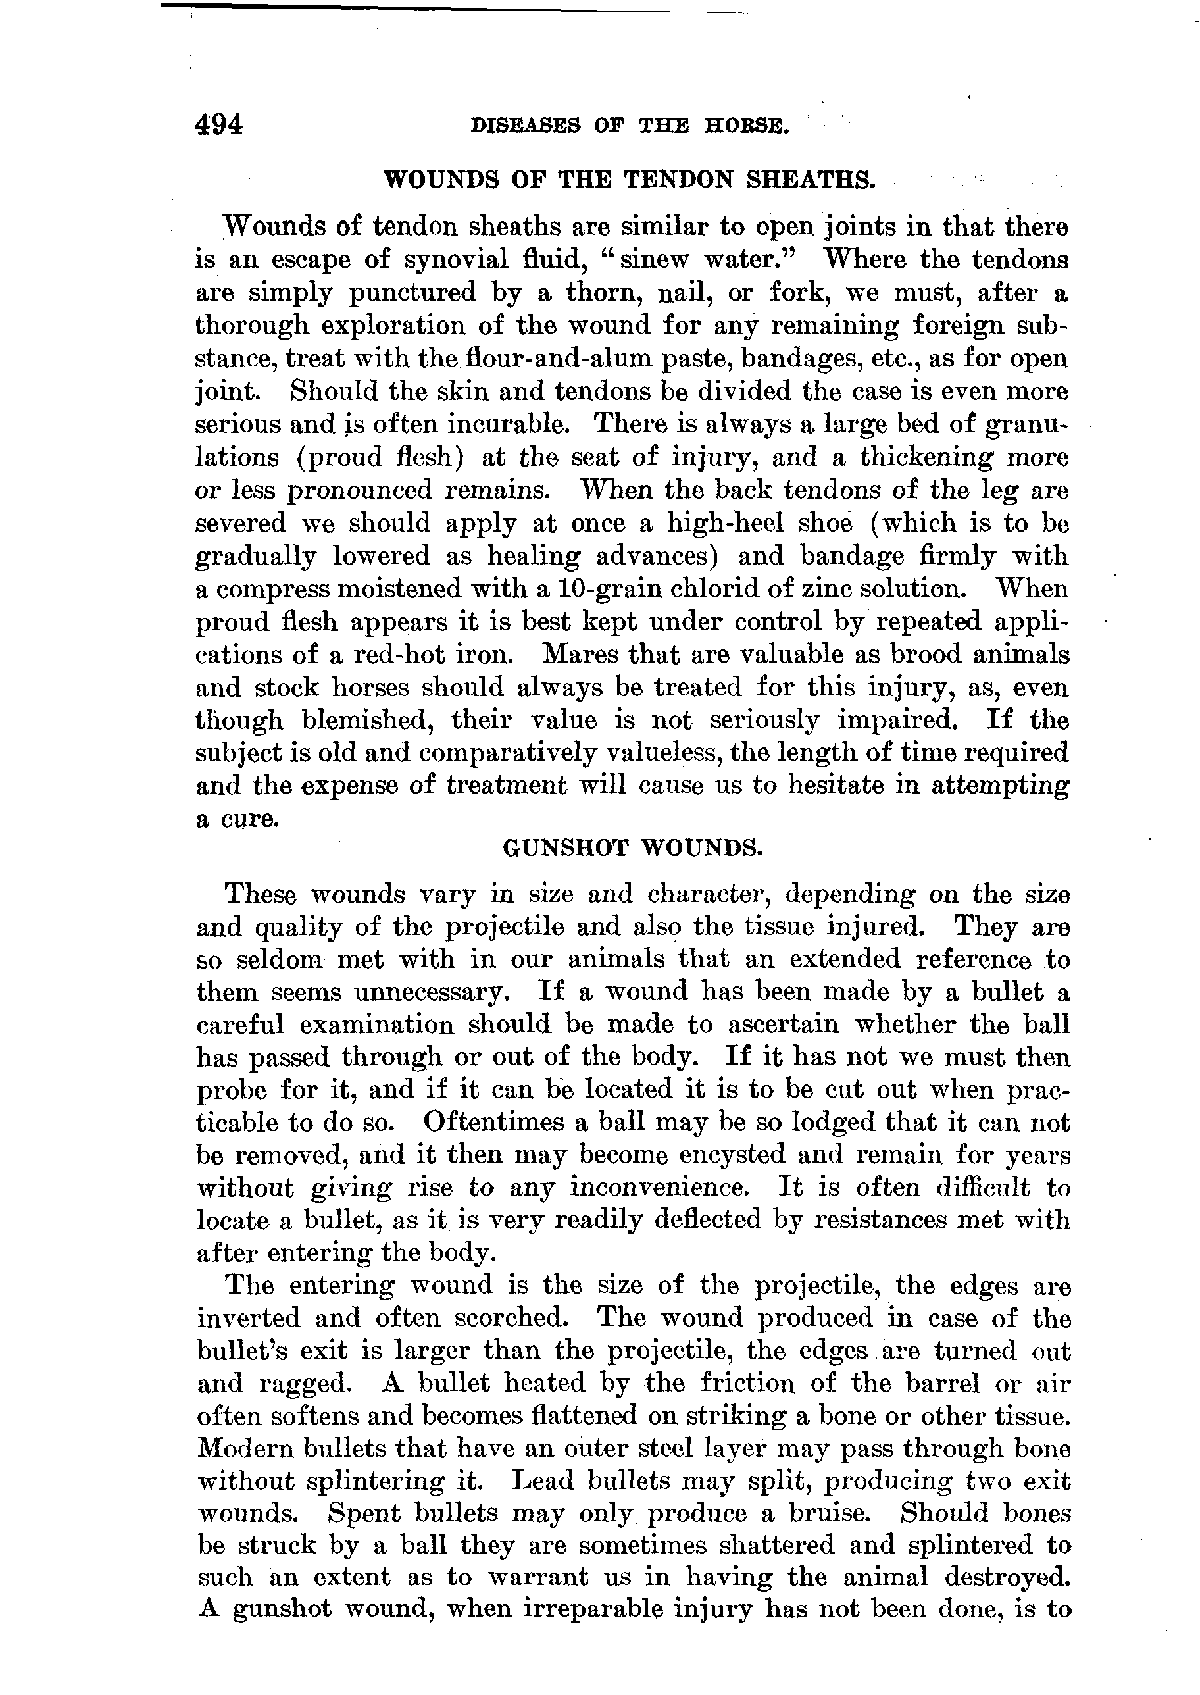 494 DISEASES OF THE HORSE.
WOUNDS OF THE TENDON SHEATHS.
Wounds of tendon sheaths are similar to open joints in that there
is an escape of synovial fluid, “sinew water.” Where the tendons
are simply punctured by a thorn, nail, or fork, we must, after a
thorough exploration of the wound for any remaining foreign sub-
stance, treat with the flour-and-alum paste, bandages, etc., as for open
joint. Should the skin and tendons be divided the case is even more
serious and is often incurable. There is always a large bed of granu-
lations (proud flesh) at the seat of injury, and a thickening more
or less pronounced remains. When the back tendons of the leg are
severed we should apply at once a high-heel shoe (which is to be
gradually lowered as healing advances) and bandage firmly with
a compress moistened with a 10-grain chlorid of zinc solution. When
proud flesh appears it is best kept under control by repeated appli-
cations of a red-hot iron. Mares that are valuable as brood animals
and stock horses should always be treated for this injury, as, even
though blemished, their value is not seriously impaired. If the
subject is old and comparatively valueless, the length of time required
and the expense of treatment will cause us to hesitate in attempting
a cure.
GUNSHOT WOUNDS.
These wounds vary in size and character, depending on the size
and quality of the projectile and also the tissue injured. They are
so seldom met with in our animals that an extended reference to
them seems unnecessary. If a wound has been made by a bullet a
careful examination should be made to ascertain whether the ball
has passed through or out of the body. If it has not we must then
probe for it, and if it can be located it is to be cut out when prac-
ticable to do so. Oftentimes a ball may be so lodged that it can not
be removed, and it then may become encysted and remain for years
without giving rise to any inconvenience. It is often difficult to
locate a bullet, as it is very readily deflected by resistances met with
after entering the body.
The entering wound is the size of the projectile, the edges are
inverted and often scorched. The wound produced in case of the
bullet's exit is larger than the projectile, the edges are turned out
and ragged. A bullet heated by the friction of the barrel or air
often softens and becomes flattened on striking a bone or other tissue.
Modern bullets that have an outer steel layer may pass through bone
without splintering it. Lead bullets may split, producing two exit
wounds. Spent bullets may only produce a bruise. Should bones
be struck by a ball they are sometimes shattered and splintered to
such an extent as to warrant us in having the animal destroyed.
A gunshot wound, when irreparable injury has not been done, is to